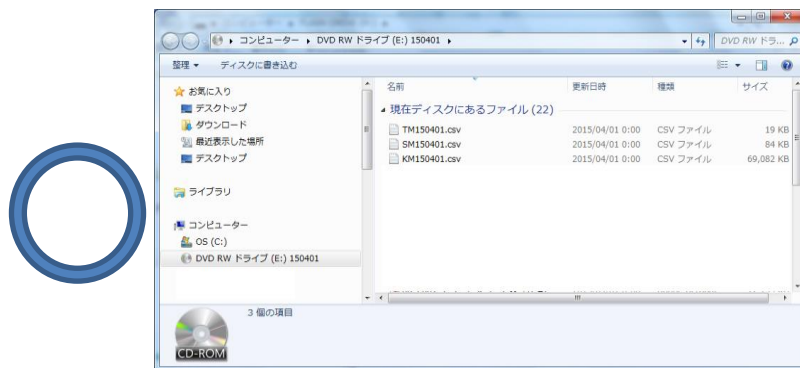 コンピューター ▸ DVD RW ドライブ (E:) 150401 ▸
DVD RW ドラ...
整理 ▾ ディスクに書き込む
お気に入り
デスクトップ
ダウンロード
最近表示した場所
デスクトップ
ライブラリ
コンピューター
OS (C:)
DVD RW ドライブ (E:) 150401
名前 更新日時 種類 サイズ
現在ディスクにあるファイル (22)
TM150401.csv 2015/04/01 0:00 CSV ファイル 19 KB
SM150401.csv 2015/04/01 0:00 CSV ファイル 84 KB
KM150401.csv 2015/04/01 0:00 CSV ファイル 69,082 KB
3 個の項目
CD-ROM